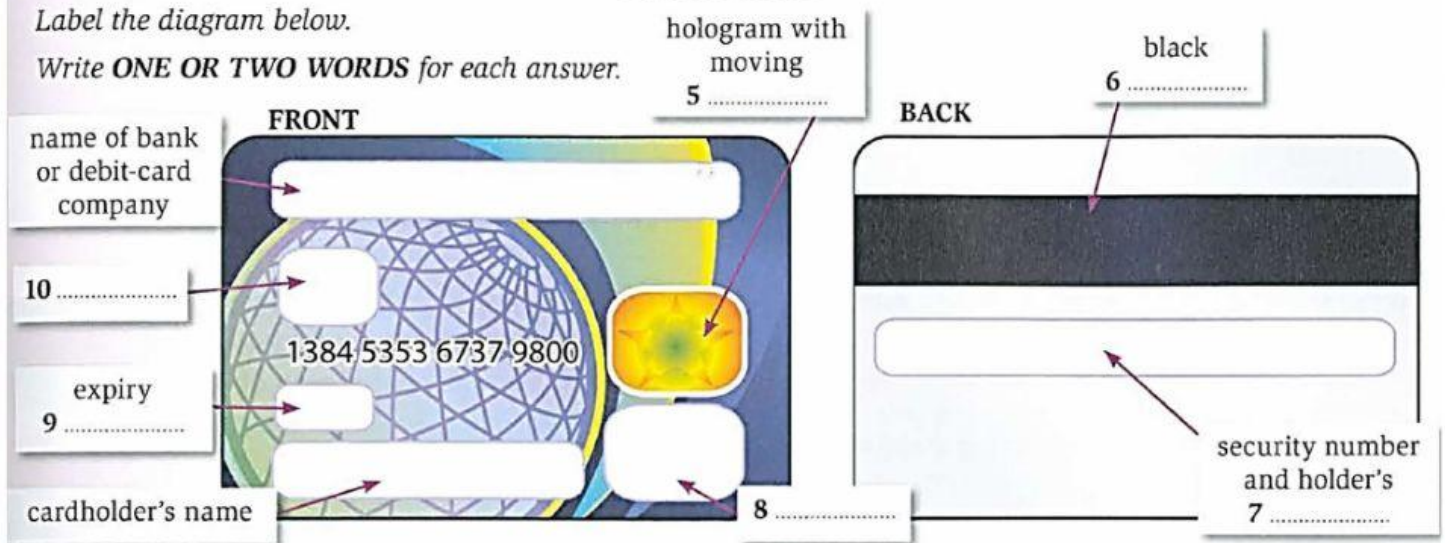 Label the diagram below.
Write ONE OR TWO WORDS for each answer.
hologram with
moving
5 ....................
black
6 ....................
FRONT
BACK
name of bank
or debit-card
company
10 ....................
1384 5353 6737 9800
expiry
9 ....................
cardholder's name
8 ....................
security number
and holder's
7 ....................